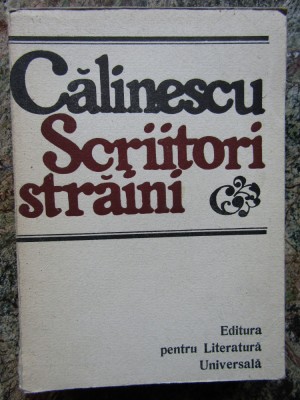 Călinescu
Scriitori
străini
Editura
pentru Literatură
Universală